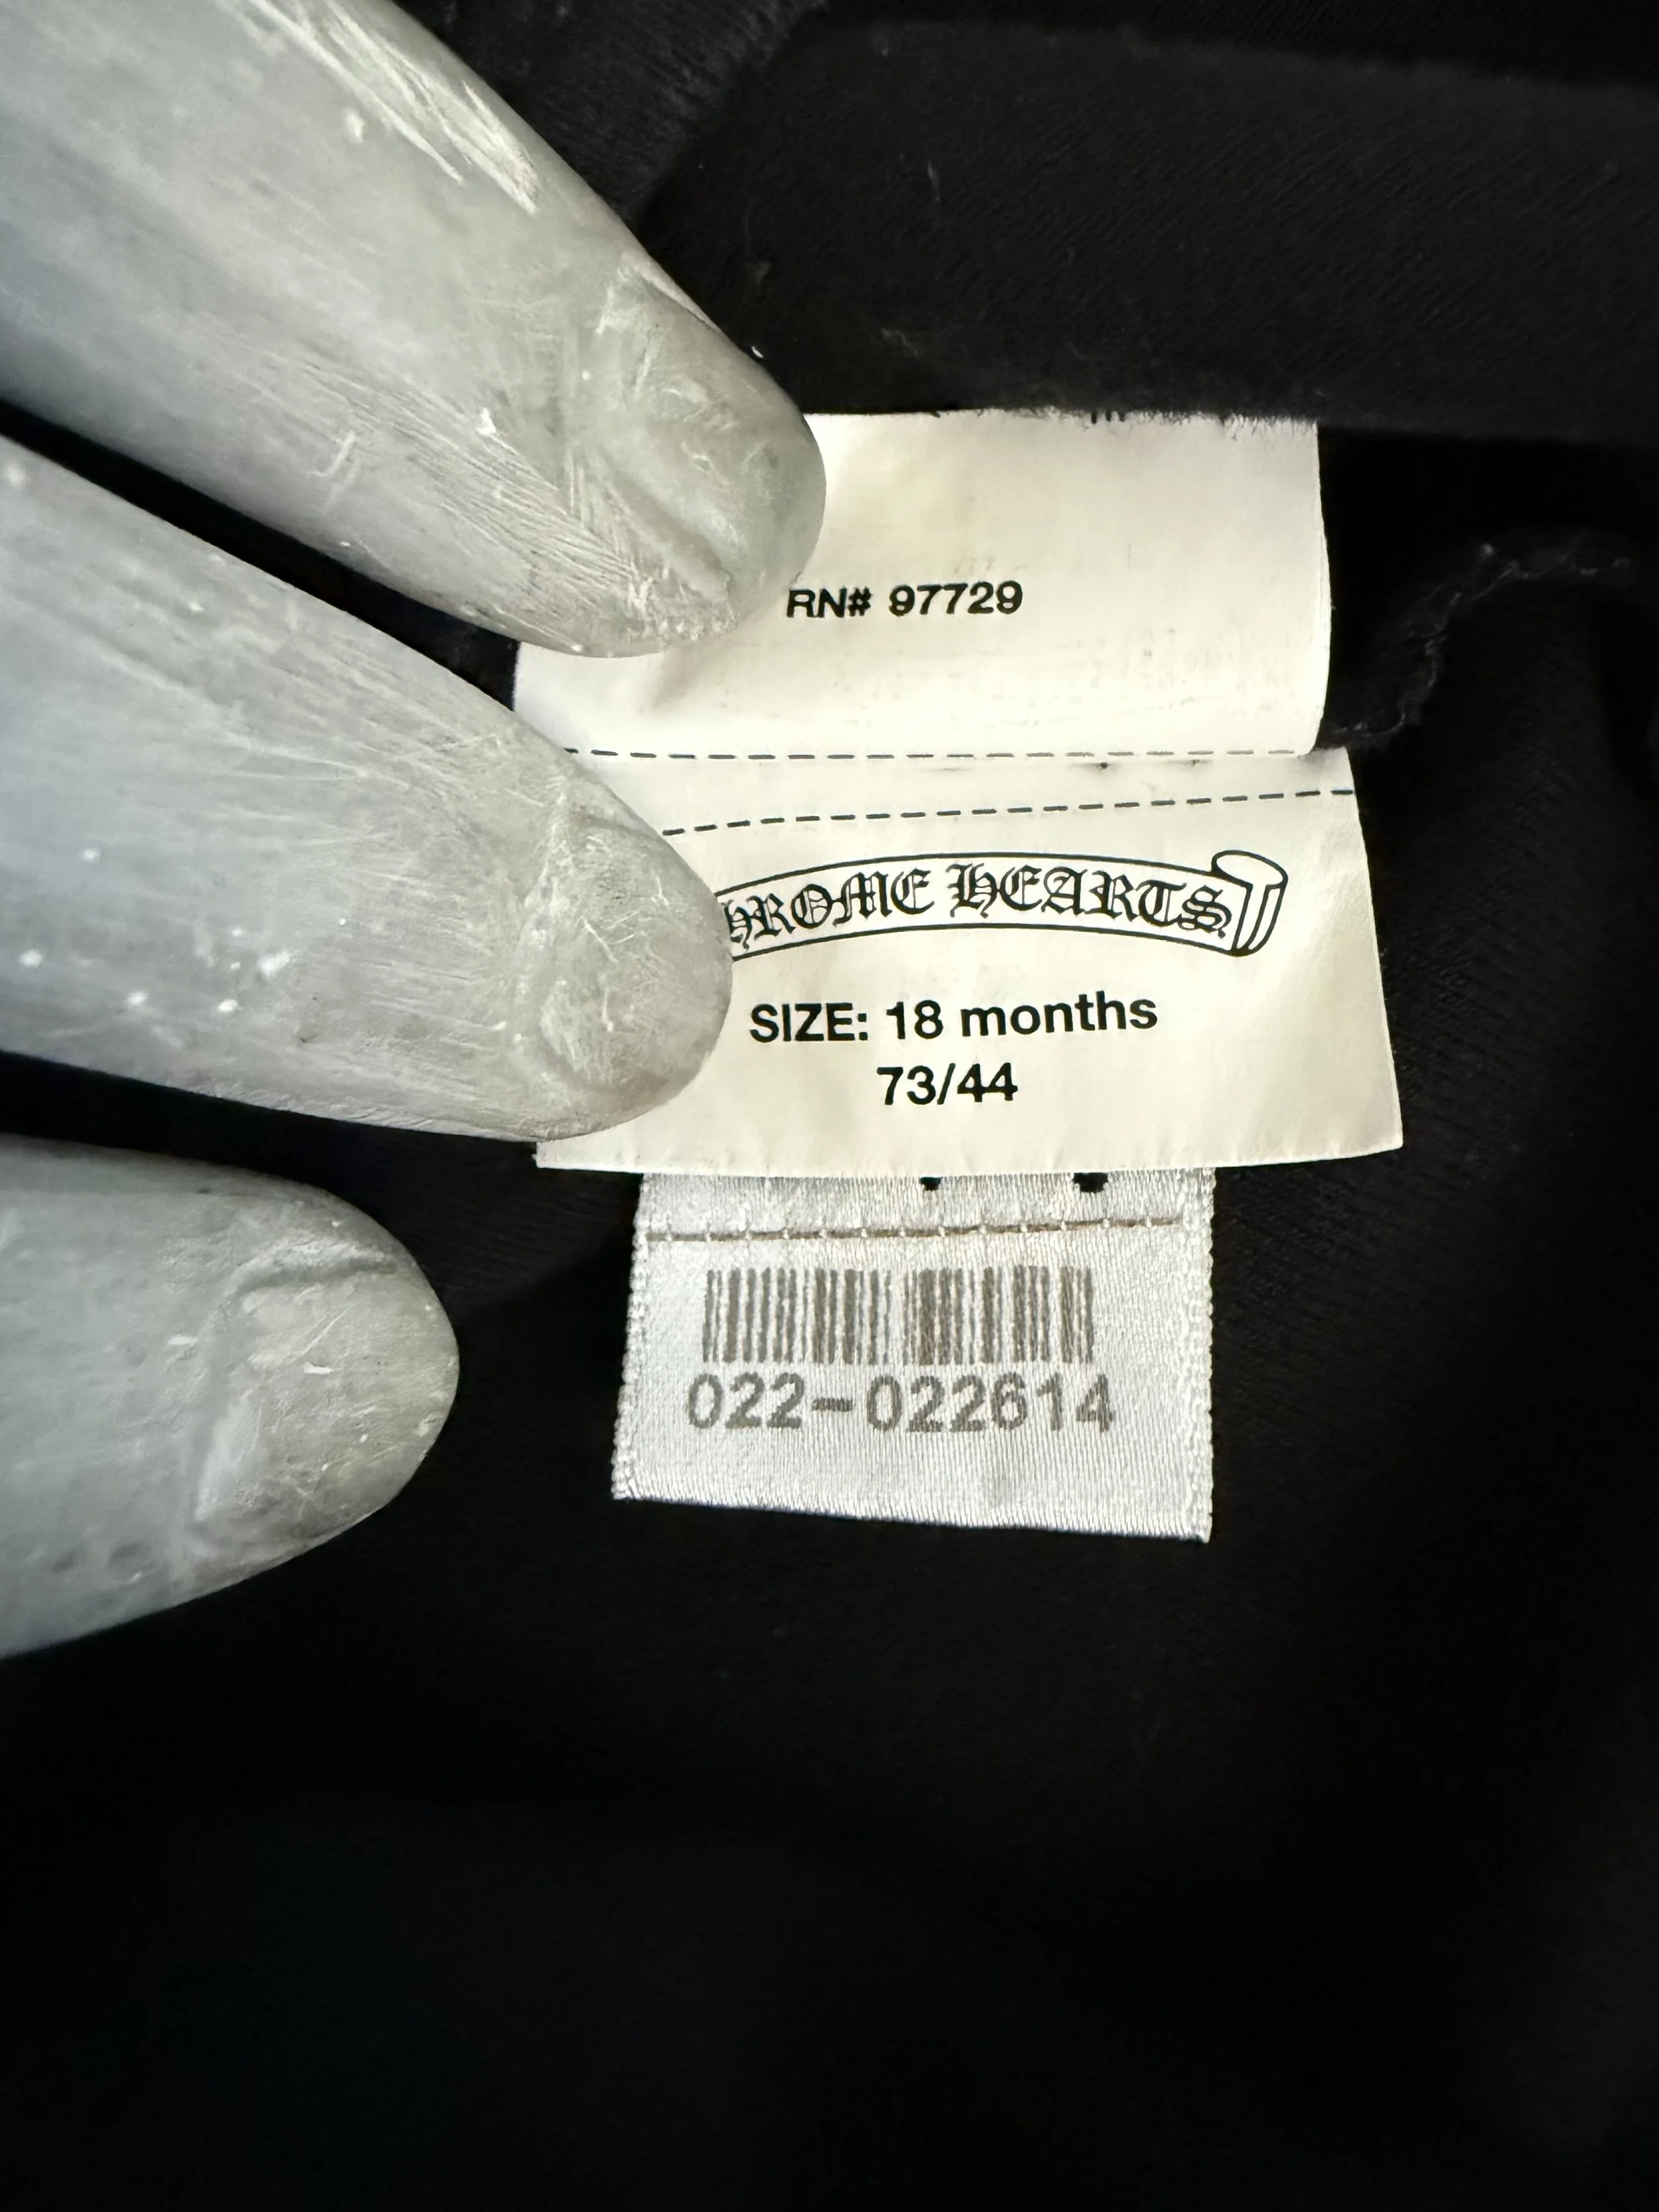 RN# 97729
HROME HEARTS
SIZE: 18 months
73/44
022-022614